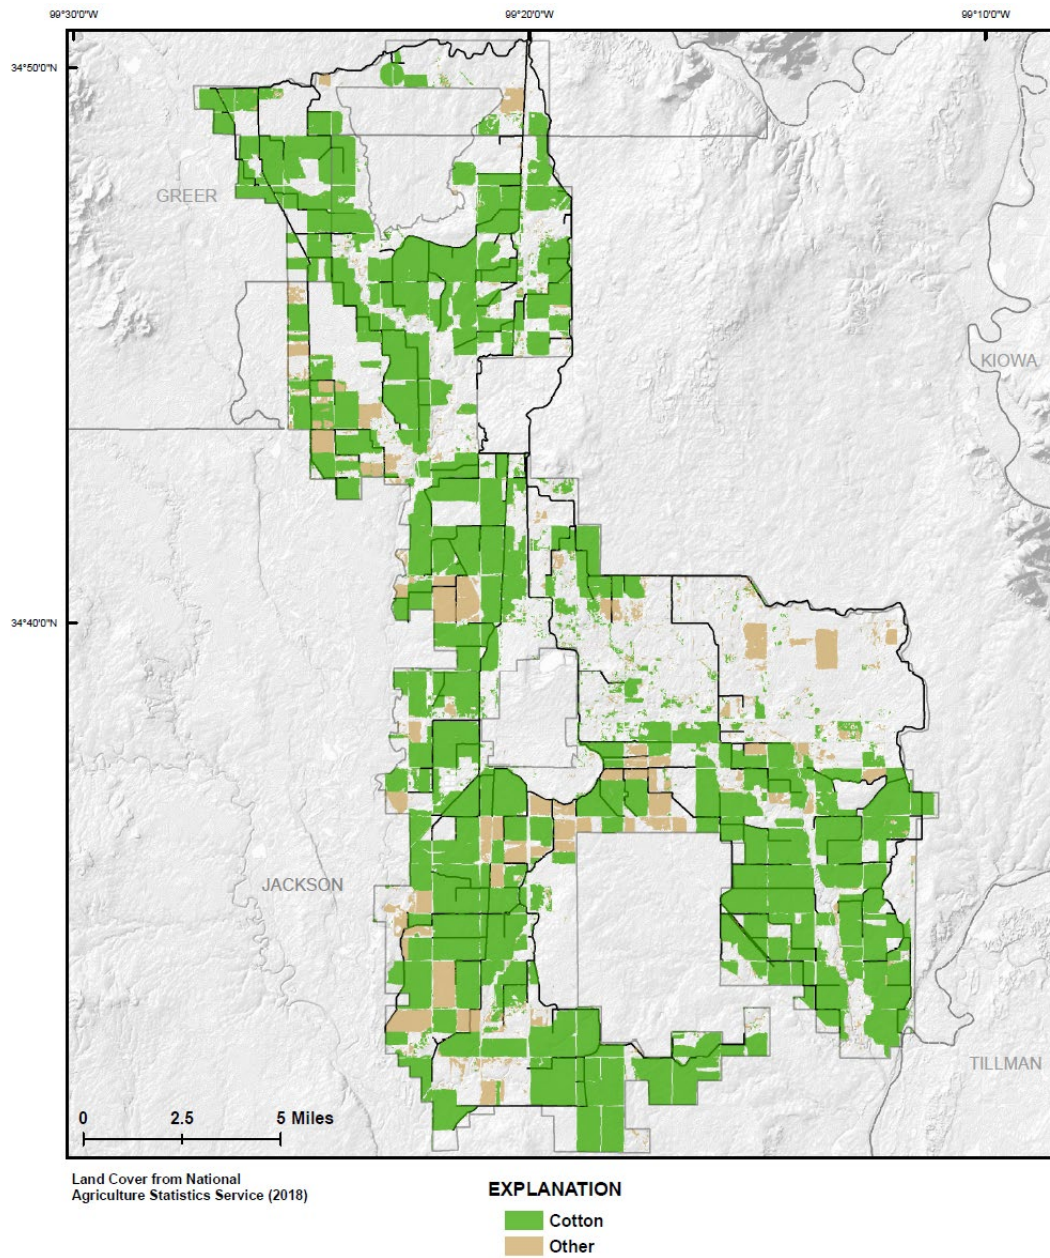 99°30'0"W
99°20'0"W
99°10'0"W
34°50'0"N
GREER
KIOWA
34°40'0"N
JACKSON
TILLMAN
0 2.5 5 Miles
Land Cover from National
Agriculture Statistics Service (2018)
EXPLANATION
Cotton
Other